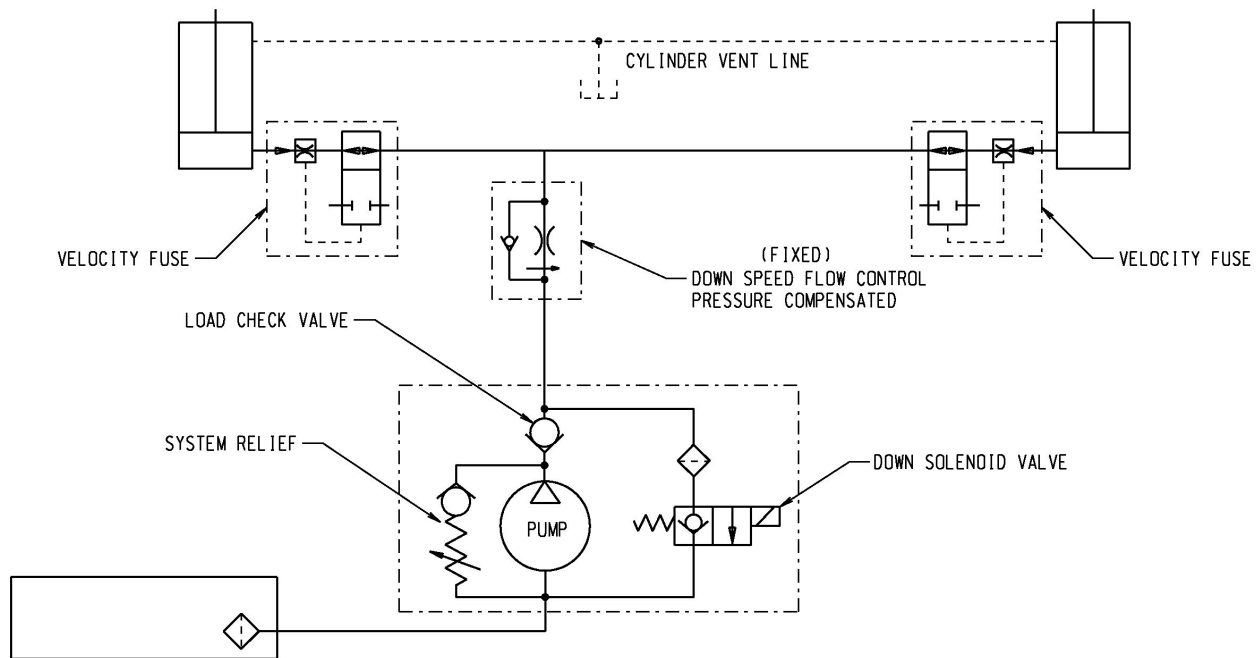 CYLINDER VENT LINE
VELOCITY FUSE
(FIXED)
DOWN SPEED FLOW CONTROL
PRESSURE COMPENSATED
VELOCITY FUSE
LOAD CHECK VALVE
SYSTEM RELIEF
DOWN SOLENOID VALVE
PUMP